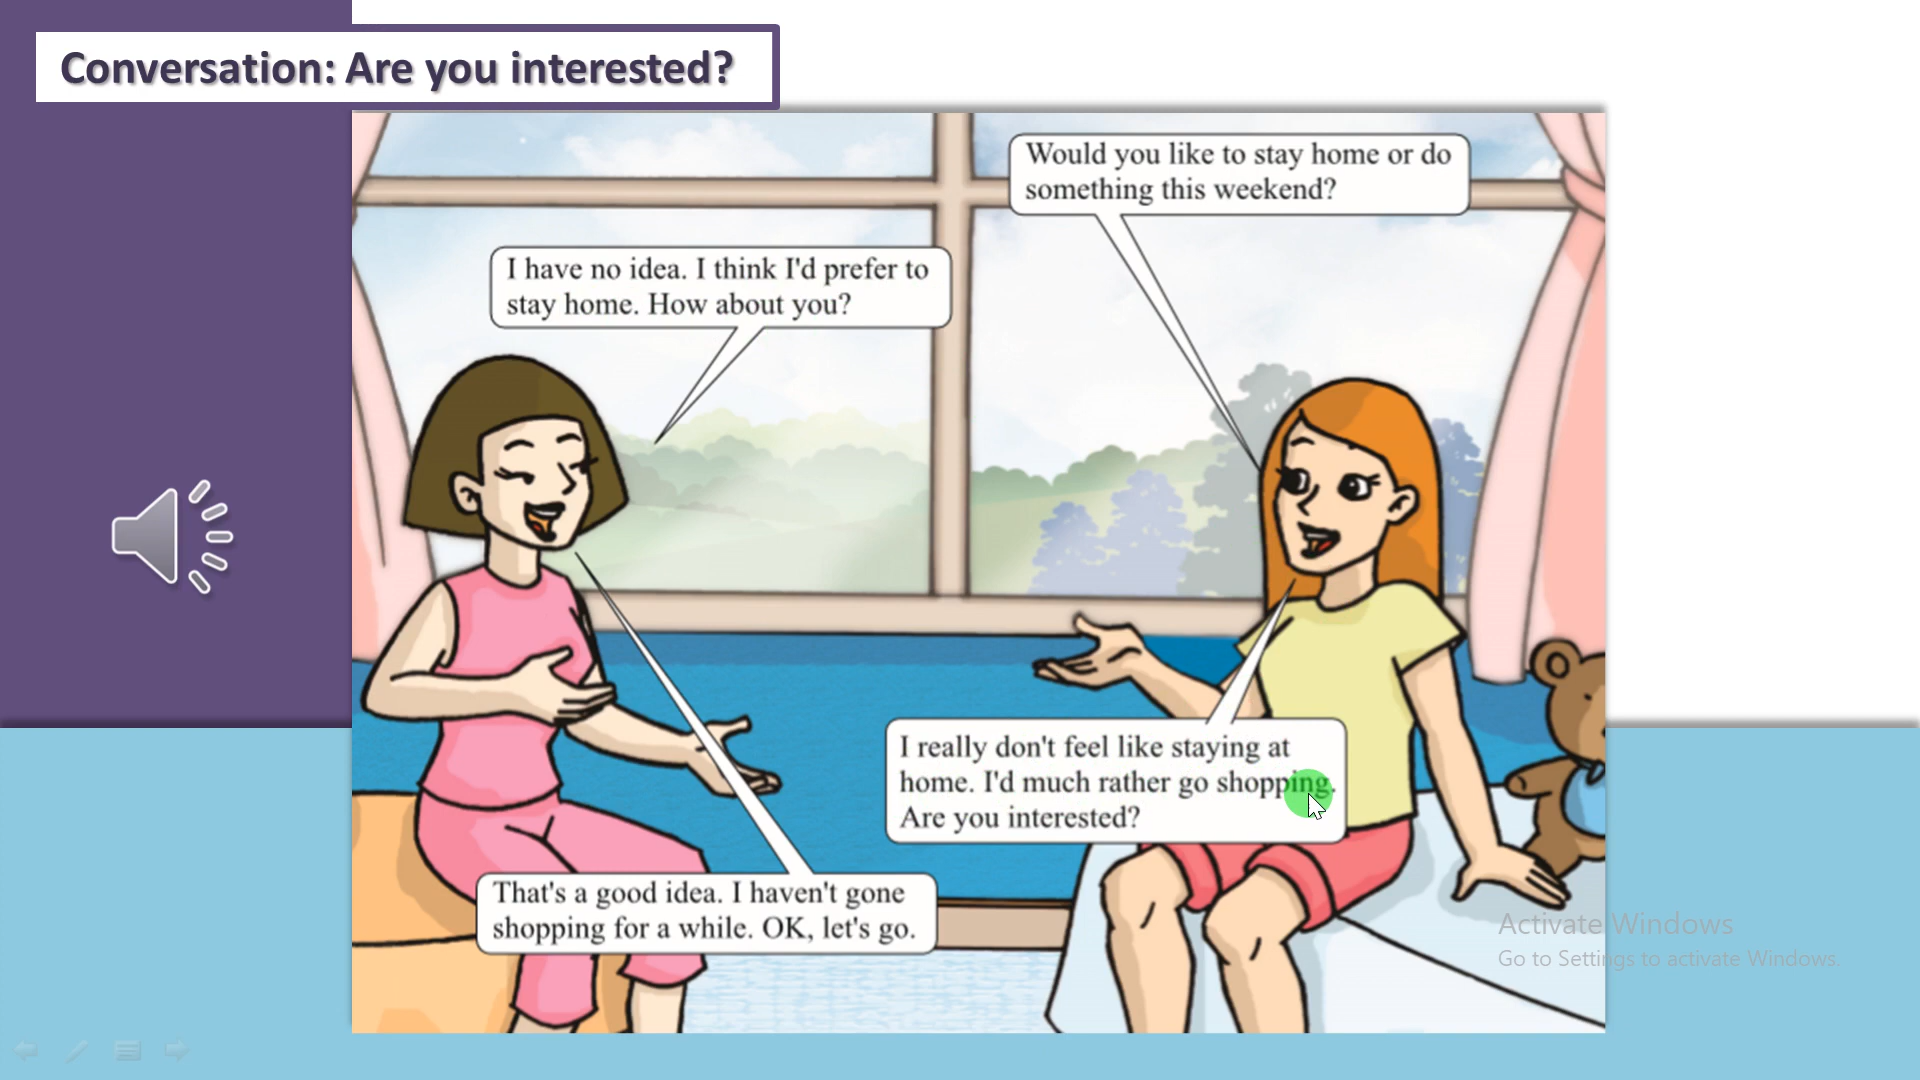 Conversation: Are you interested?
Would you like to stay home or do
something this weekend?
I have no idea. I think I'd prefer to
stay home. How about you?
I really don't feel like staying at
home. I'd much rather go shopping.
Are you interested?
That's a good idea. I haven't gone
shopping for a while. OK, let's go.
Activate Windows
Go to Settings to activate Windows.